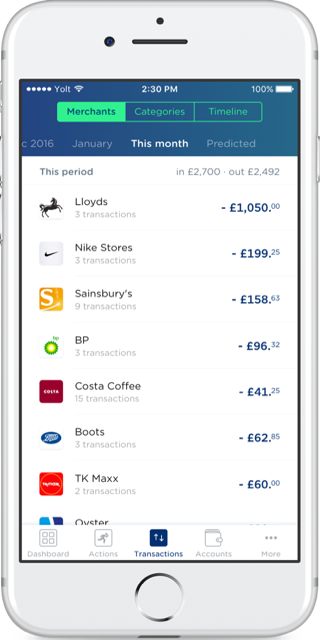 Yolt 2:30 PM 100%
Merchants Categories Timeline
c 2016 January This month Predicted
This period in £2,700 · out £2,492
Lloyds
3 transactions
- £1,050.00
Nike Stores
3 transactions
- £199.25
S
Sainsbury's
9 transactions
- £158.63
bp
BP
3 transactions
- £96.32
COSTA
Costa Coffee
15 transactions
- £41.25
Boots
Boots
3 transactions
- £62.85
TK Maxx
2 transactions
- £60.00
Oyster
Dashboard Actions Transactions Accounts More